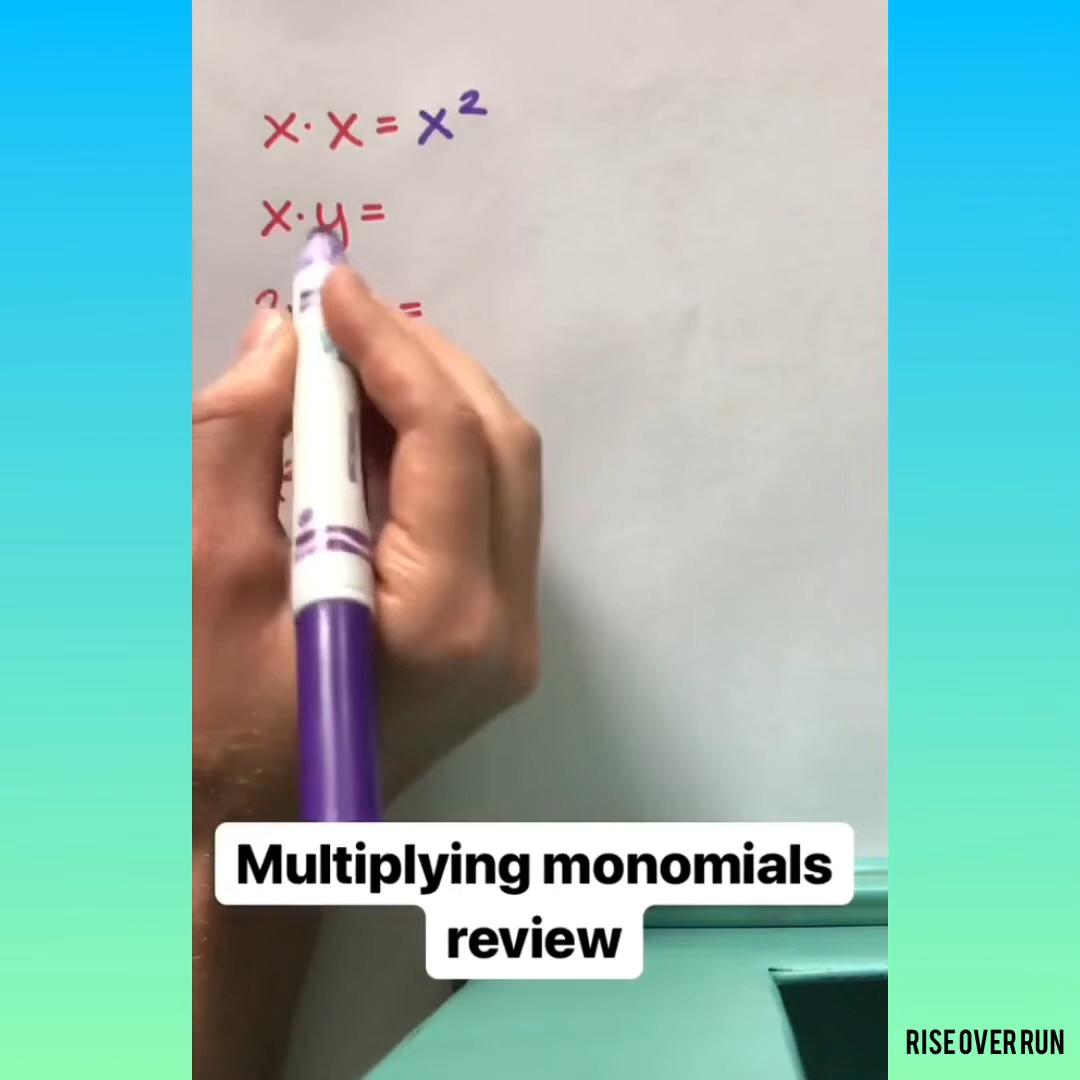 x · x = x²
x · y =
=
Multiplying monomials
review
RISE OVER RUN